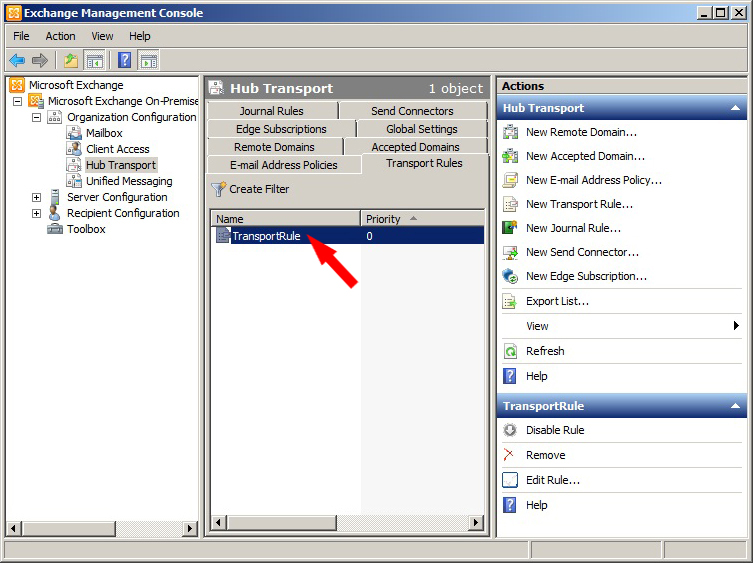 Exchange Management Console
File Action View Help
Microsoft Exchange
Microsoft Exchange On-Premise
Organization Configuration
Mailbox
Client Access
Hub Transport
Unified Messaging
Server Configuration
Recipient Configuration
Toolbox
Hub Transport 1 object
Journal Rules Send Connectors
Edge Subscriptions Global Settings
Remote Domains Accepted Domains
E-mail Address Policies Transport Rules
Create Filter
Name Priority
TransportRule 0
Actions
Hub Transport
New Remote Domain...
New Accepted Domain...
New E-mail Address Policy...
New Transport Rule...
New Journal Rule...
New Send Connector...
New Edge Subscription...
Export List...
View
Refresh
Help
TransportRule
Disable Rule
Remove
Edit Rule...
Help